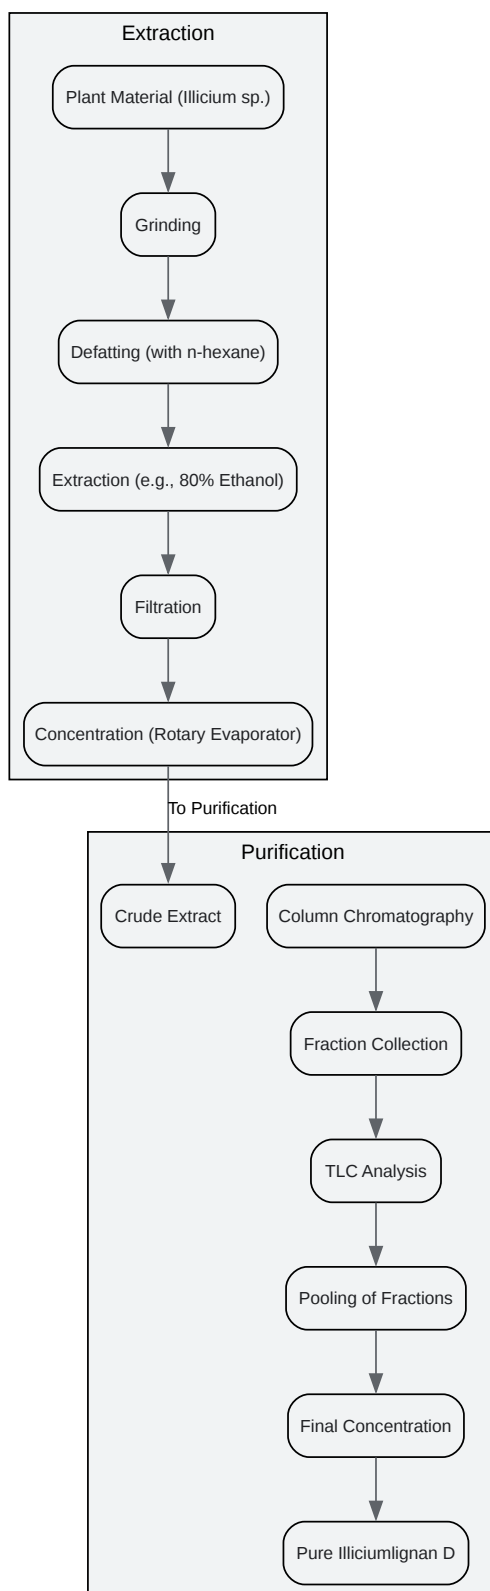 Extraction
Plant Material (Illicium sp.)
Grinding
Defatting (with n-hexane)
Extraction (e.g., 80% Ethanol)
Filtration
Concentration (Rotary Evaporator)
To Purification
Purification
Crude Extract
Column Chromatography
Fraction Collection
TLC Analysis
Pooling of Fractions
Final Concentration
Pure Illiciumlignan D